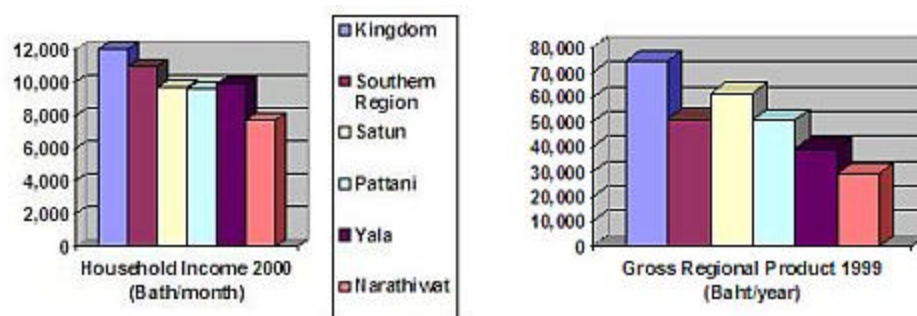 12,000
10,000
8,000
6,000
4,000
2,000
0
Household Income 2000
(Bath/month)
Kingdom
Southern
Region
Satun
Pattani
Yala
Narathiwat
80,000
70,000
60,000
50,000
40,000
30,000
20,000
10,000
0
Gross Regional Product 1999
(Baht/year)